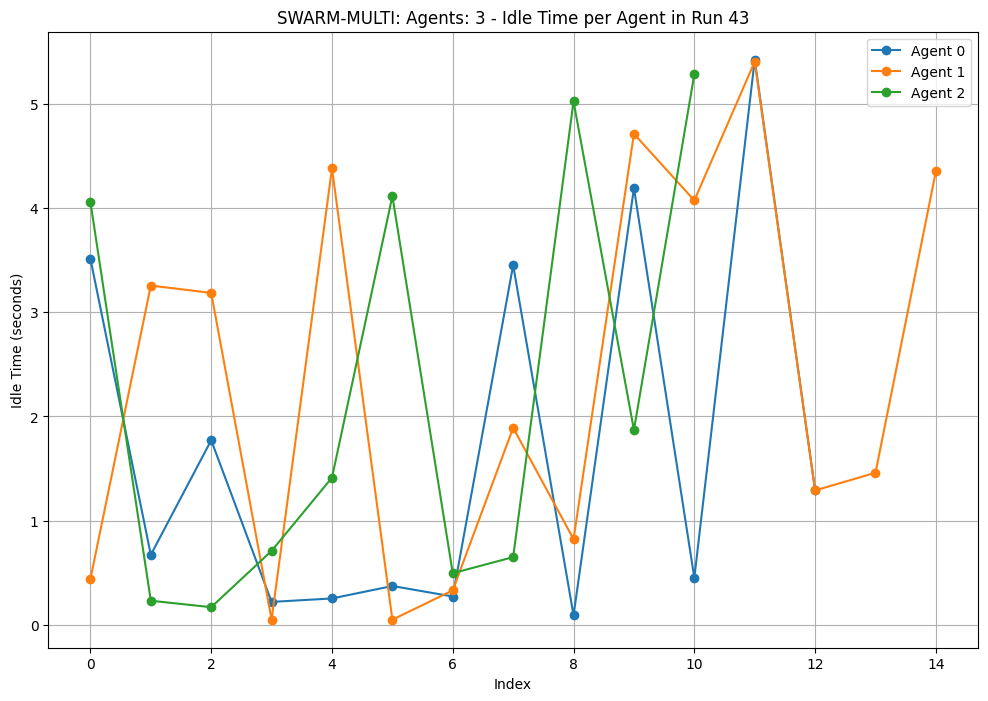 SWARM-MULTI: Agents: 3 - Idle Time per Agent in Run 43
Agent 0
Agent 1
Agent 2
Idle Time (seconds)
5
4
3
2
1
0
0 2 4 6 8 10 12 14
Index